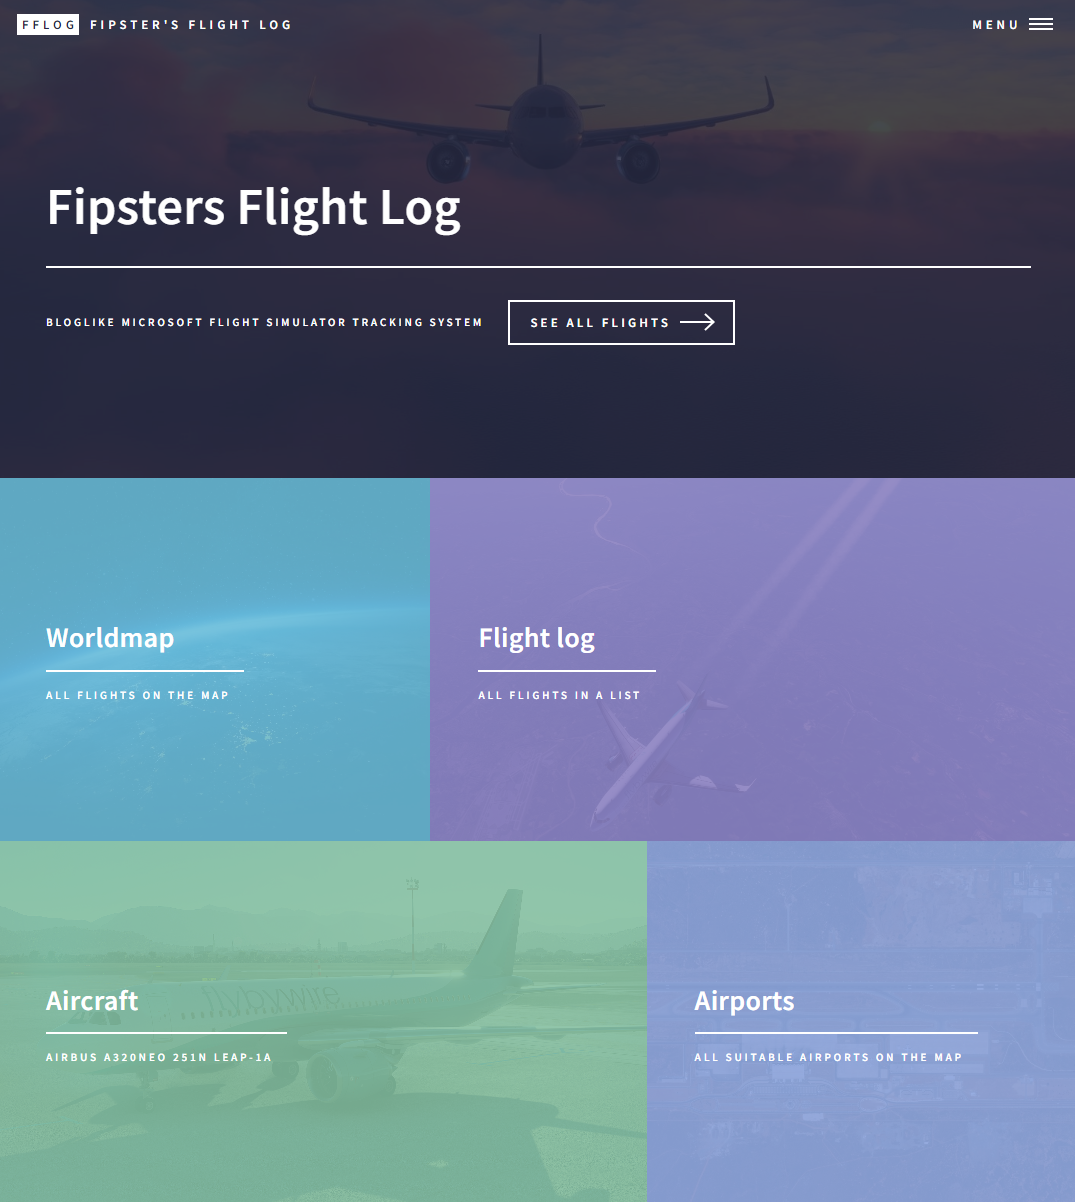 FFLOG FIPSTER'S FLIGHT LOG
MENU
Fipsters Flight Log
BLOGLIKE MICROSOFT FLIGHT SIMULATOR TRACKING SYSTEM
SEE ALL FLIGHTS
Worldmap
ALL FLIGHTS ON THE MAP
Flight log
ALL FLIGHTS IN A LIST
flybywire
Aircraft
AIRBUS A320NEO 251N LEAP-1A
Airports
ALL SUITABLE AIRPORTS ON THE MAP